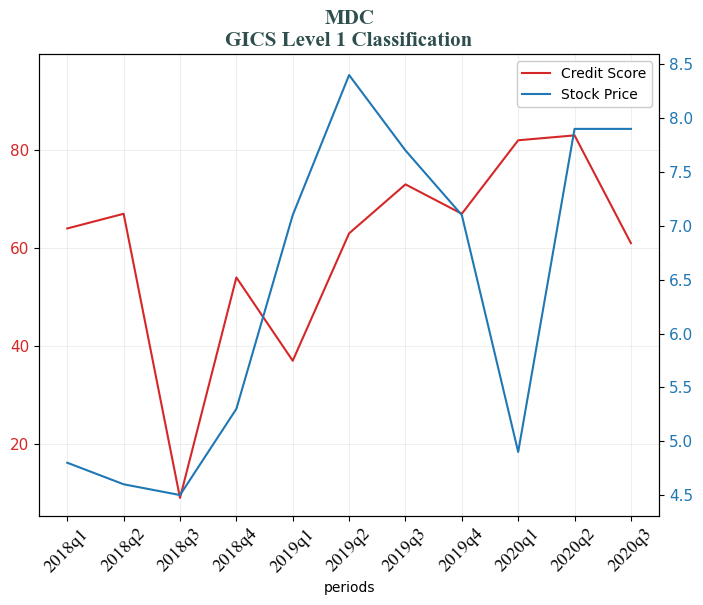 MDC
GICS Level 1 Classification
Credit Score
Stock Price
80
60
40
20
8.5
8.0
7.5
7.0
6.5
6.0
5.5
5.0
4.5
2018q1
2018q2
2018q3
2018q4
2019q1
2019q2
2019q3
2019q4
2020q1
2020q2
2020q3
periods